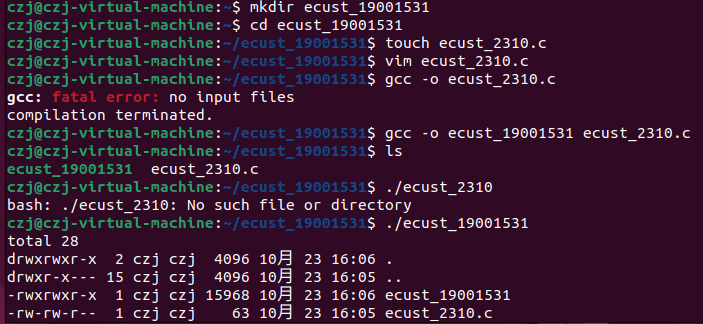 czj@czj-virtual-machine:~$ mkdir ecust_19001531
czj@czj-virtual-machine:~$ cd ecust_19001531
czj@czj-virtual-machine:~/ecust_19001531$ touch ecust_2310.c
czj@czj-virtual-machine:~/ecust_19001531$ vim ecust_2310.c
czj@czj-virtual-machine:~/ecust_19001531$ gcc -o ecust_2310.c
gcc: fatal error: no input files
compilation terminated.
czj@czj-virtual-machine:~/ecust_19001531$ gcc -o ecust_19001531 ecust_2310.c
czj@czj-virtual-machine:~/ecust_19001531$ ls
ecust_19001531  ecust_2310.c
czj@czj-virtual-machine:~/ecust_19001531$ ./ecust_2310
bash: ./ecust_2310: No such file or directory
czj@czj-virtual-machine:~/ecust_19001531$ ./ecust_19001531
total 28
drwxrwxr-x  2 czj czj  4096 10月 23 16:06 .
drwxr-x--- 15 czj czj  4096 10月 23 16:05 ..
-rwxrwxr-x  1 czj czj 15968 10月 23 16:06 ecust_19001531
-rw-rw-r--  1 czj czj    63 10月 23 16:05 ecust_2310.c